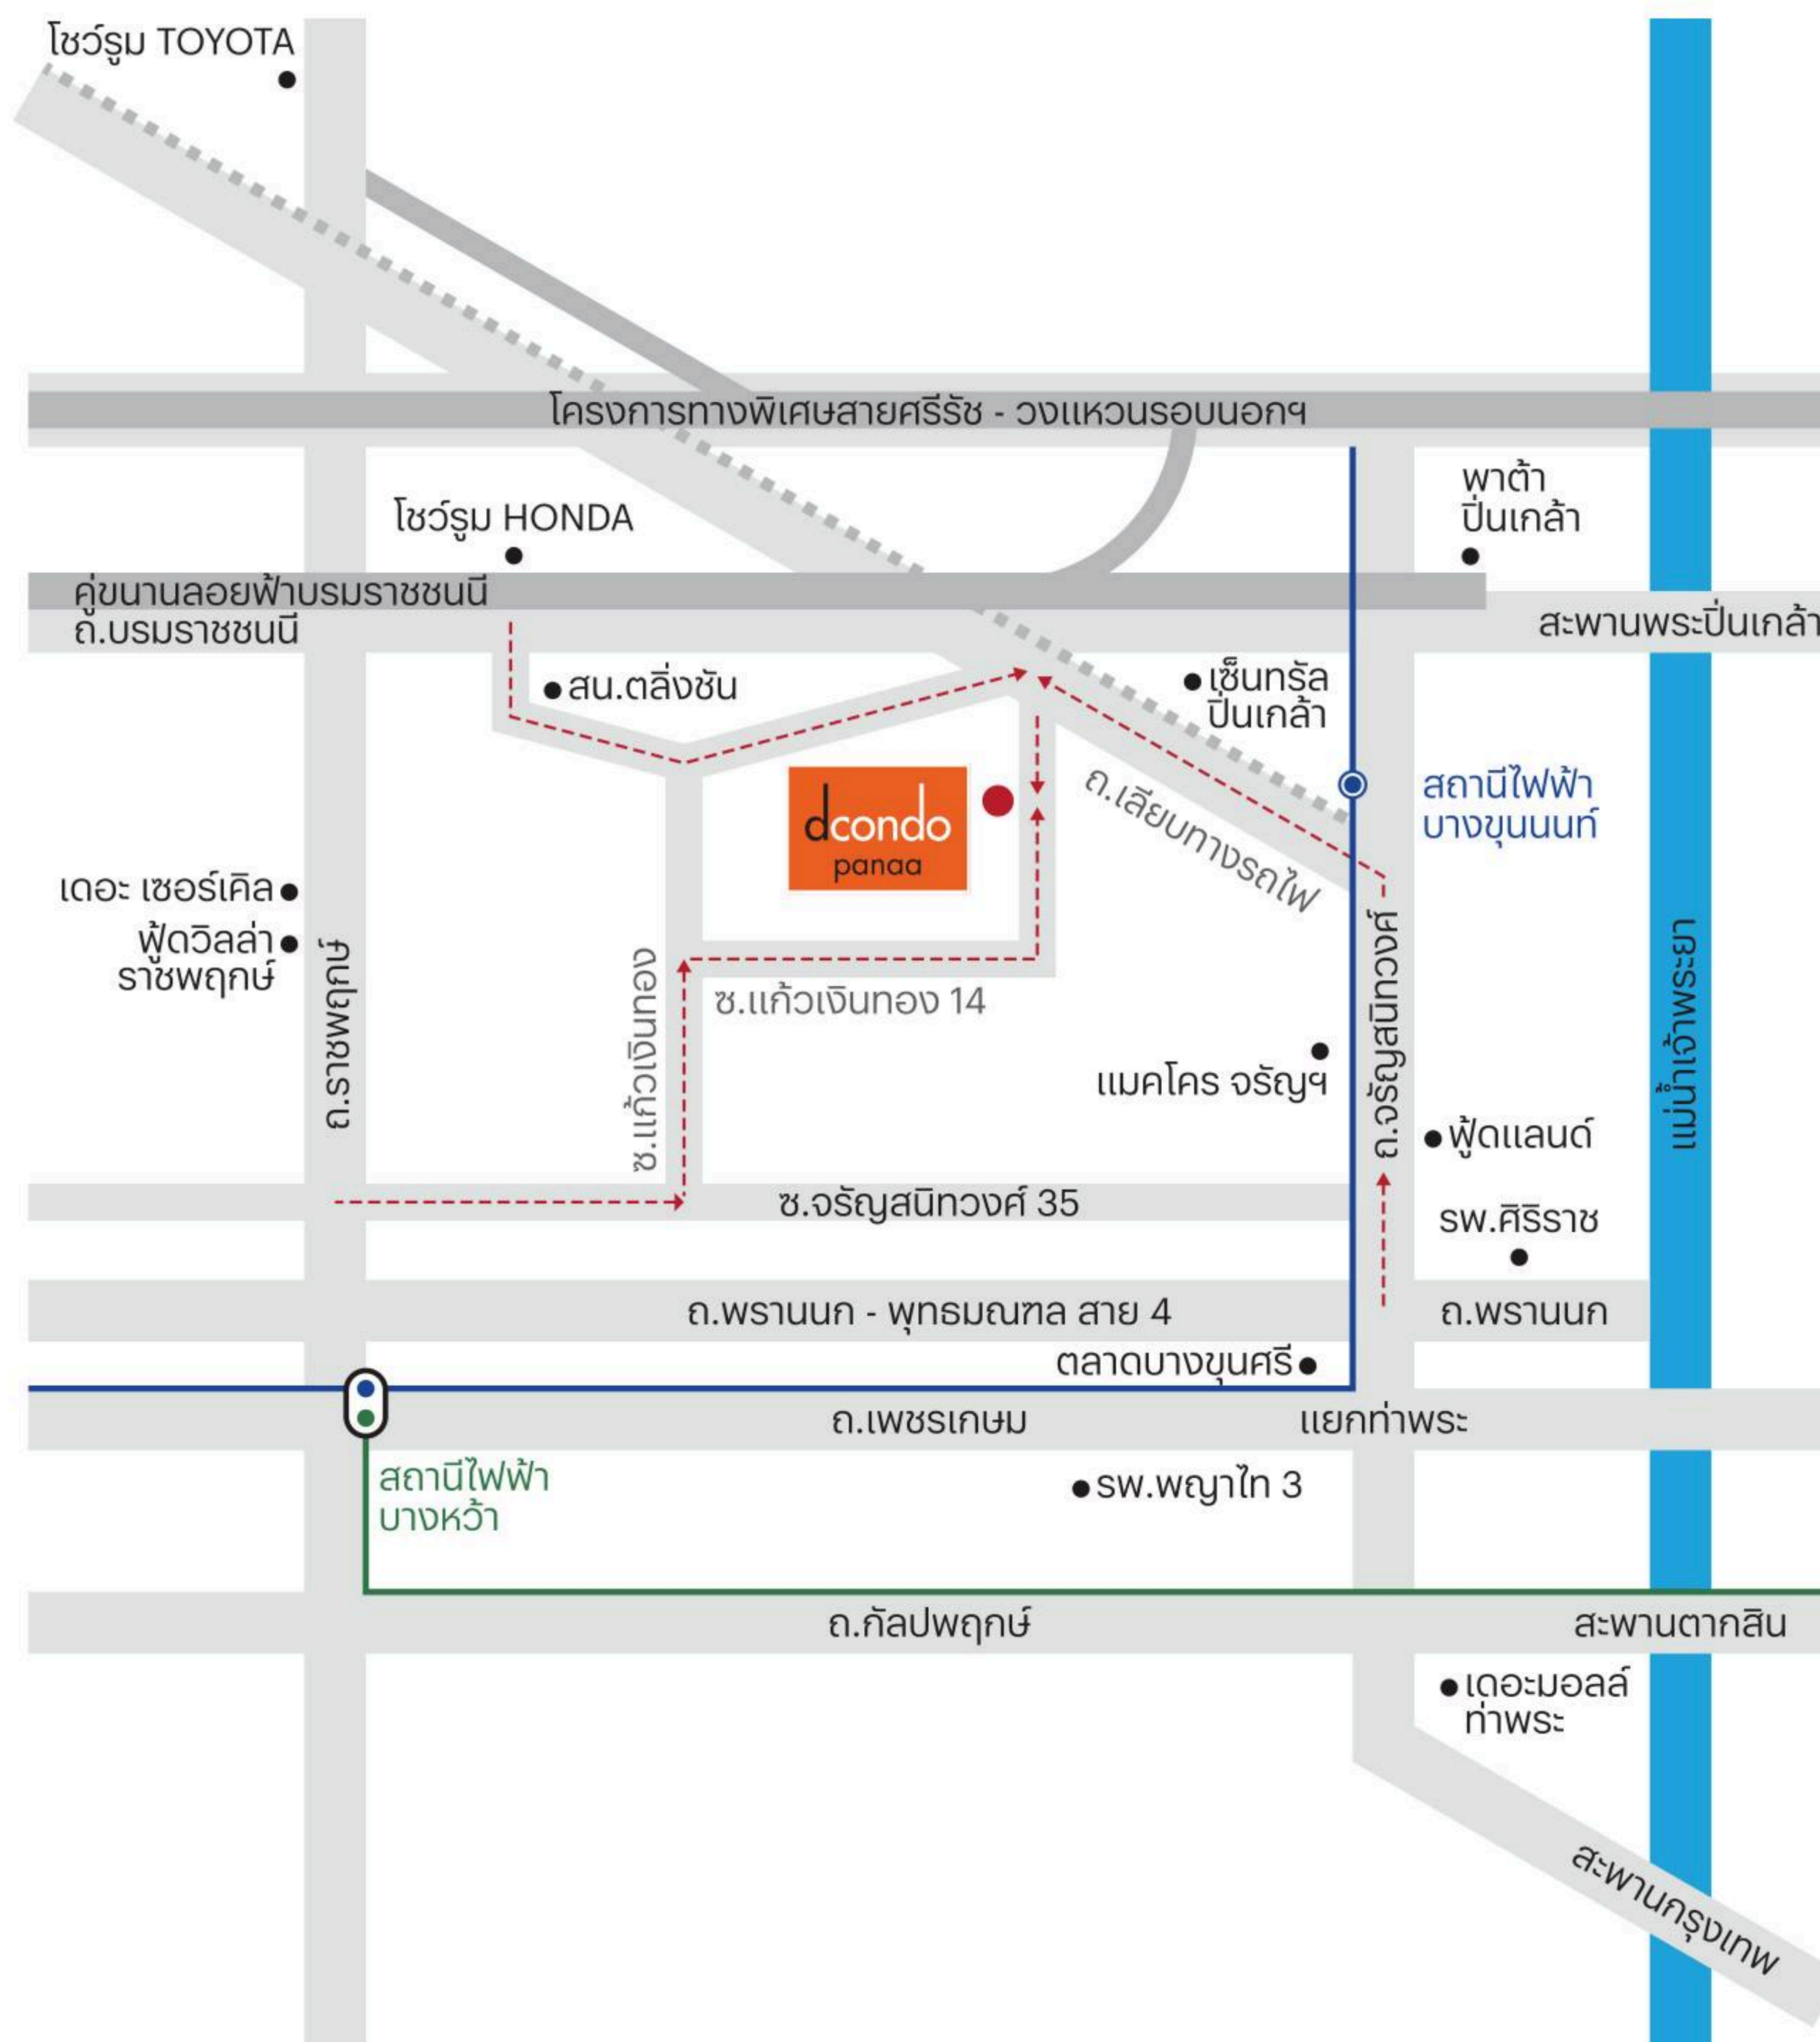 โชว์รูม TOYOTA
โครงการทางพิเศษสายศรีรัช - วงแหวนรอบนอกฯ
พาต้า
ปิ่นเกล้า
โชว์รูม HONDA
คู่ขนานลอยฟ้าบรมราชชนนี
ถ.บรมราชชนนี
สะพานพระปิ่นเกล้า
สน.ตลิ่งชัน
เซ็นทรัล
ปิ่นเกล้า
dcondo
panaa
ถ.เลียบทางรถไฟ
สถานีไฟฟ้า
บางขุนนนท์
เดอะ เซอร์เคิล
ฟู้ดวิลล่า
ราชพฤกษ์
ถ.ราชพฤกษ์
ซ.แก้วเงินทอง
ซ.แก้วเงินทอง 14
ถ.จรัญสนิทวงศ์
แม่น้ำเจ้าพระยา
แมคโคร จรัญฯ
ฟู้ดแลนด์
ซ.จรัญสนิทวงศ์ 35
รพ.ศิริราช
ถ.พรานนก - พุทธมณฑล สาย 4
ถ.พรานนก
ตลาดบางขุนศรี
ถ.เพชรเกษม
แยกท่าพระ
สถานีไฟฟ้า
บางหว้า
รพ.พญาไท 3
ถ.กัลปพฤกษ์
สะพานตากสิน
เดอะมอลล์
ท่าพระ
สะพานกรุงเทพ